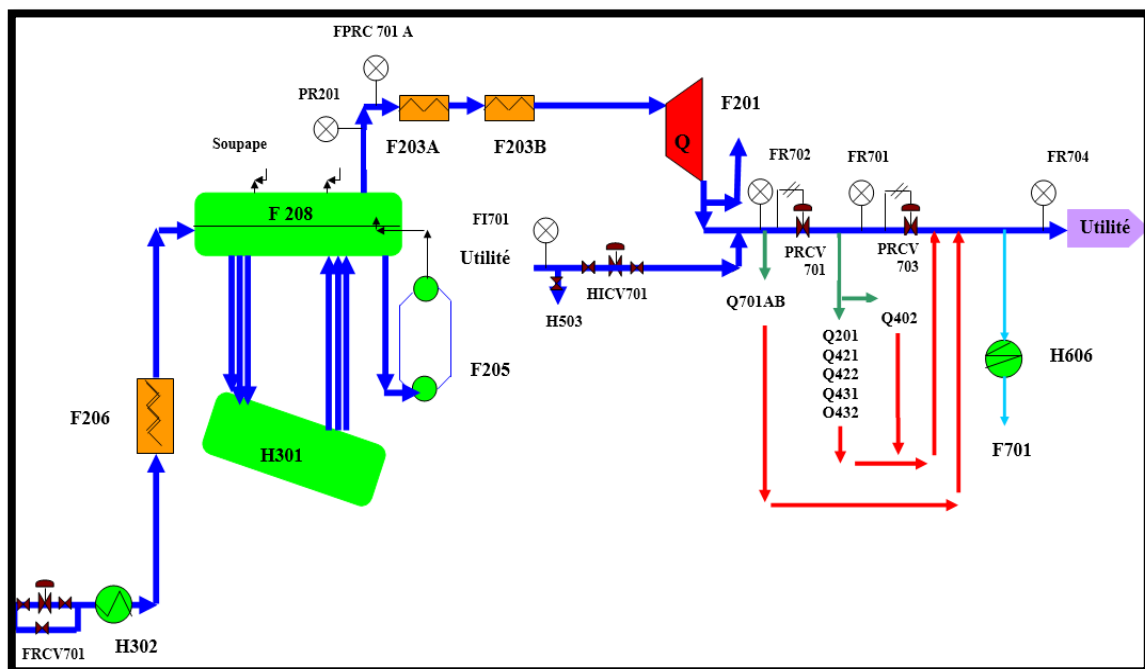 FPRC 701 A
PR201
F201
Soupape
F203A
F203B
Q
FR702
FR701
FR704
F 208
FI701
Utilité
Utilité
PRCV
701
PRCV
703
HICV701
H503
Q701AB
Q402
Q201
Q421
Q422
Q431
O432
H606
F205
F206
H301
F701
H302
FRCV701